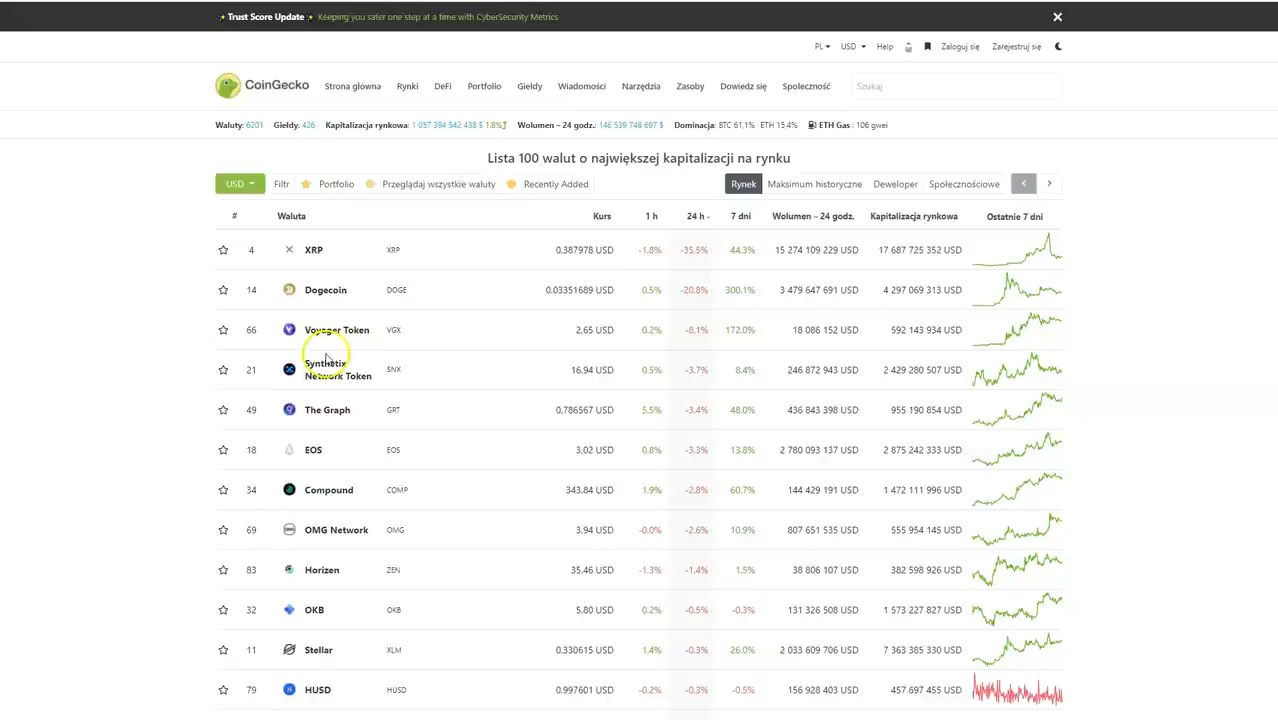 Trust Score Update Keeping you safer one step at a time with CyberSecurity Metrics
PL USD Help Zaloguj się Zarejestruj się
CoinGecko Strona główna Rynki DeFi Portfolio Giełdy Wiadomości Narzędzia Zasoby Dowiedz się Społeczność Szukaj
Waluty: 6201 Giełdy: 426 Kapitalizacja rynkowa: 1 057 394 542 438 $ 1.8% Wolumen – 24 godz.: 146 539 748 697 $ Dominacja: BTC 61,1% ETH 15,4% ETH Gas : 106 gwei
Lista 100 walut o największej kapitalizacji na rynku
USD Filtr Portfolio Przeglądaj wszystkie waluty Recently Added Rynek Maksimum historyczne Deweloper Społecznościowe
# Waluta Kurs 1 h 24 h - 7 dni Wolumen – 24 godz. Kapitalizacja rynkowa Ostatnie 7 dni
4 XRP XRP 0.387978 USD -1.8% -35.5% 44.3% 15 274 109 229 USD 17 687 725 352 USD
14 Dogecoin DOGE 0.03351689 USD 0.5% -20.8% 300.1% 3 479 647 691 USD 4 297 069 313 USD
66 Voyager Token VGX 2.65 USD 0.2% -8.1% 172.0% 18 086 152 USD 592 143 934 USD
21 Synthetix Network Token SNX 16.94 USD 0.5% -3.7% 8.4% 246 872 943 USD 2 429 280 507 USD
49 The Graph GRT 0.786567 USD 5.5% -3.4% 48.0% 436 843 398 USD 955 190 854 USD
18 EOS EOS 3,02 USD 0.8% -3.3% 13.8% 2 780 093 137 USD 2 875 242 333 USD
34 Compound COMP 343,84 USD 1.9% -2.8% 60.7% 144 429 191 USD 1 472 111 996 USD
69 OMG Network OMG 3.94 USD -0.0% -2.6% 10.9% 807 651 535 USD 555 954 145 USD
83 Horizen ZEN 35.46 USD -1.3% -1.4% 1.5% 38 806 107 USD 382 598 926 USD
32 OKB OKB 5.80 USD 0.2% -0.5% -0.3% 131 326 508 USD 1 573 227 827 USD
11 Stellar XLM 0.330615 USD 1.4% -0.3% 26.0% 2 033 609 706 USD 7 363 385 330 USD
79 HUSD HUSD 0.997601 USD -0.2% -0.3% -0.5% 156 928 403 USD 457 697 455 USD